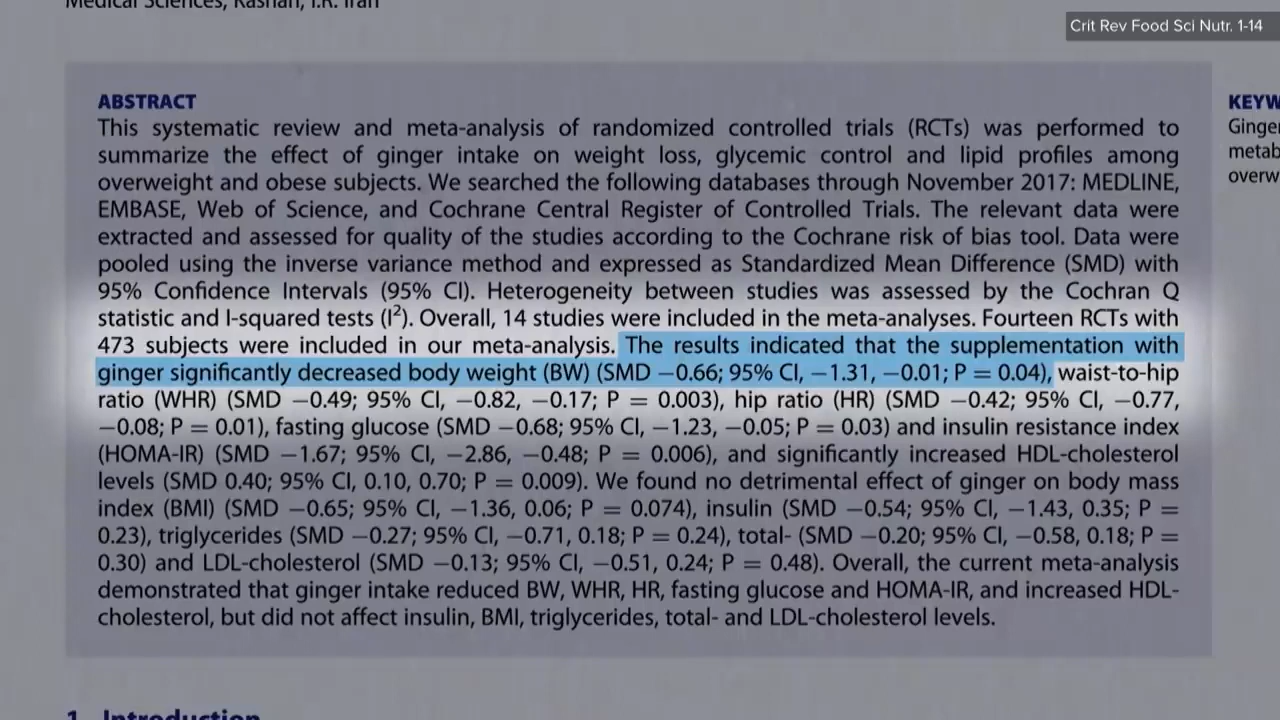 Medical Sciences, Kashan, I.R. Iran
Crit Rev Food Sci Nutr. 1-14
ABSTRACT
This systematic review and meta-analysis of randomized controlled trials (RCTs) was performed to
summarize the effect of ginger intake on weight loss, glycemic control and lipid profiles among
overweight and obese subjects. We searched the following databases through November 2017: MEDLINE,
EMBASE, Web of Science, and Cochrane Central Register of Controlled Trials. The relevant data were
extracted and assessed for quality of the studies according to the Cochrane risk of bias tool. Data were
pooled using the inverse variance method and expressed as Standardized Mean Difference (SMD) with
95% Confidence Intervals (95% CI). Heterogeneity between studies was assessed by the Cochran Q
statistic and I-squared tests (I²). Overall, 14 studies were included in the meta-analyses. Fourteen RCTs with
473 subjects were included in our meta-analysis. The results indicated that the supplementation with
ginger significantly decreased body weight (BW) (SMD −0.66; 95% CI, −1.31, −0.01; P = 0.04), waist-to-hip
ratio (WHR) (SMD −0.49; 95% CI, −0.82, −0.17; P = 0.003), hip ratio (HR) (SMD −0.42; 95% CI, −0.77,
−0.08; P = 0.01), fasting glucose (SMD −0.68; 95% CI, −1.23, −0.05; P = 0.03) and insulin resistance index
(HOMA-IR) (SMD −1.67; 95% CI, −2.86, −0.48; P = 0.006), and significantly increased HDL-cholesterol
levels (SMD 0.40; 95% CI, 0.10, 0.70; P = 0.009). We found no detrimental effect of ginger on body mass
index (BMI) (SMD −0.65; 95% CI, −1.36, 0.06; P = 0.074), insulin (SMD −0.54; 95% CI, −1.43, 0.35; P =
0.23), triglycerides (SMD −0.27; 95% CI, −0.71, 0.18; P = 0.24), total- (SMD −0.20; 95% CI, −0.58, 0.18; P =
0.30) and LDL-cholesterol (SMD −0.13; 95% CI, −0.51, 0.24; P = 0.48). Overall, the current meta-analysis
demonstrated that ginger intake reduced BW, WHR, HR, fasting glucose and HOMA-IR, and increased HDL-
cholesterol, but did not affect insulin, BMI, triglycerides, total- and LDL-cholesterol levels.
KEYW
Ginger
metab
overw
1. Introduction